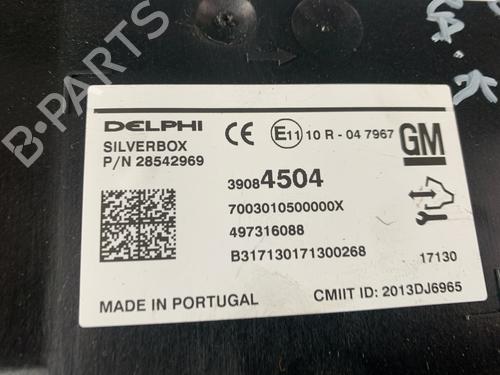 B-PARTS
DELPHI
SILVERBOX
P/N 28542969
CE E11 10 R - 04 7967
GM
39084504
7003010500000X
497316088
B317130171300268
17130
MADE IN PORTUGAL
CMIIT ID: 2013DJ6965